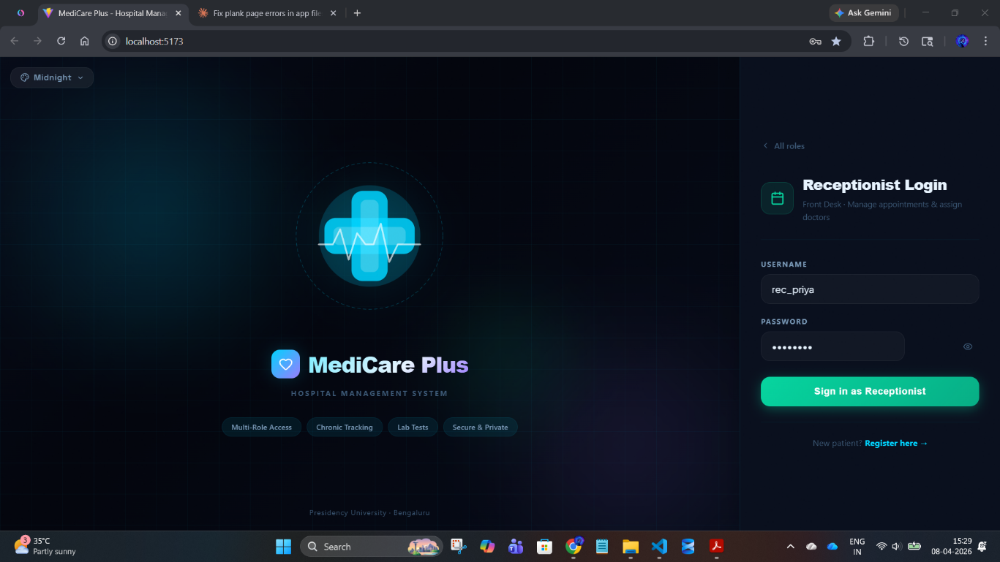 MediCare Plus - Hospital Mana
Fix plank page errors in app file
Ask Gemini
localhost:5173
Midnight
All roles
Receptionist Login
Front Desk · Manage appointments & assign
doctors
USERNAME
rec_priya
PASSWORD
••••••••
Sign in as Receptionist
New patient? Register here →
MediCare Plus
HOSPITAL MANAGEMENT SYSTEM
Multi-Role Access
Chronic Tracking
Lab Tests
Secure & Private
Presidency University · Bengaluru
3
35°C
Partly sunny
Search
ENG
IN
15:29
08-04-2026